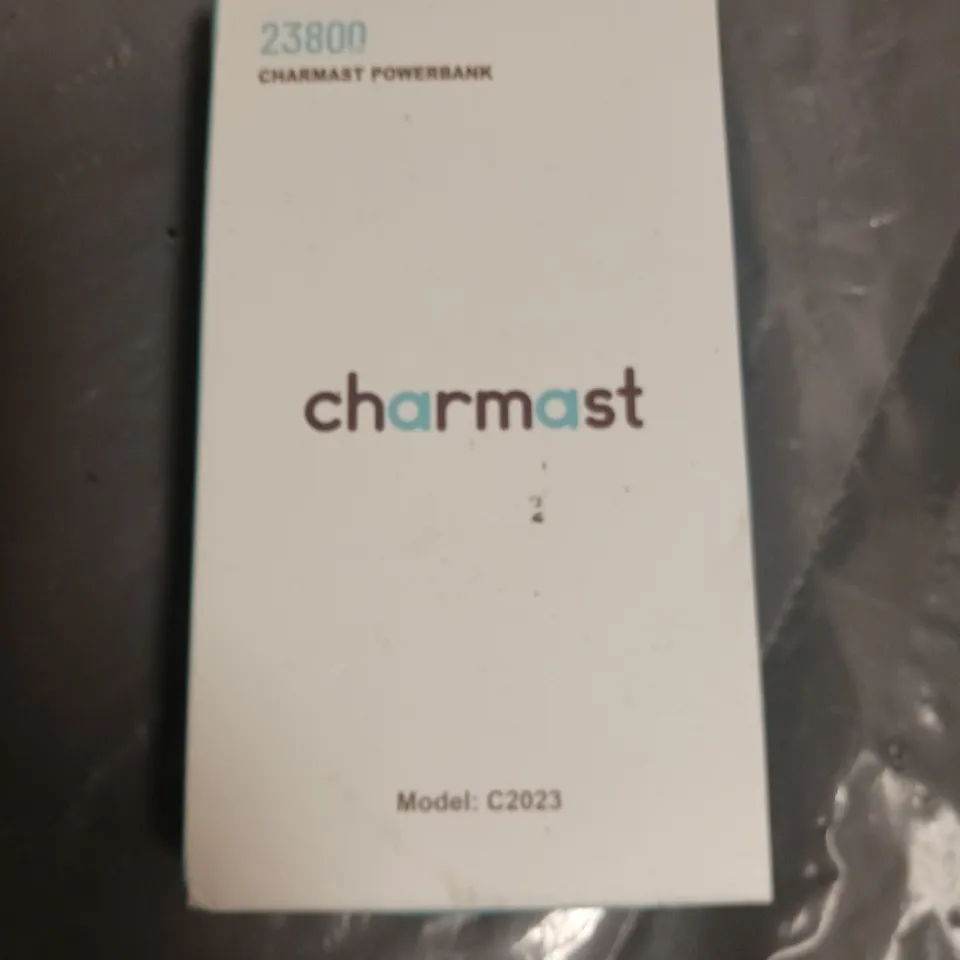 23800
CHARMAST POWERBANK
charmast
Model: C2023